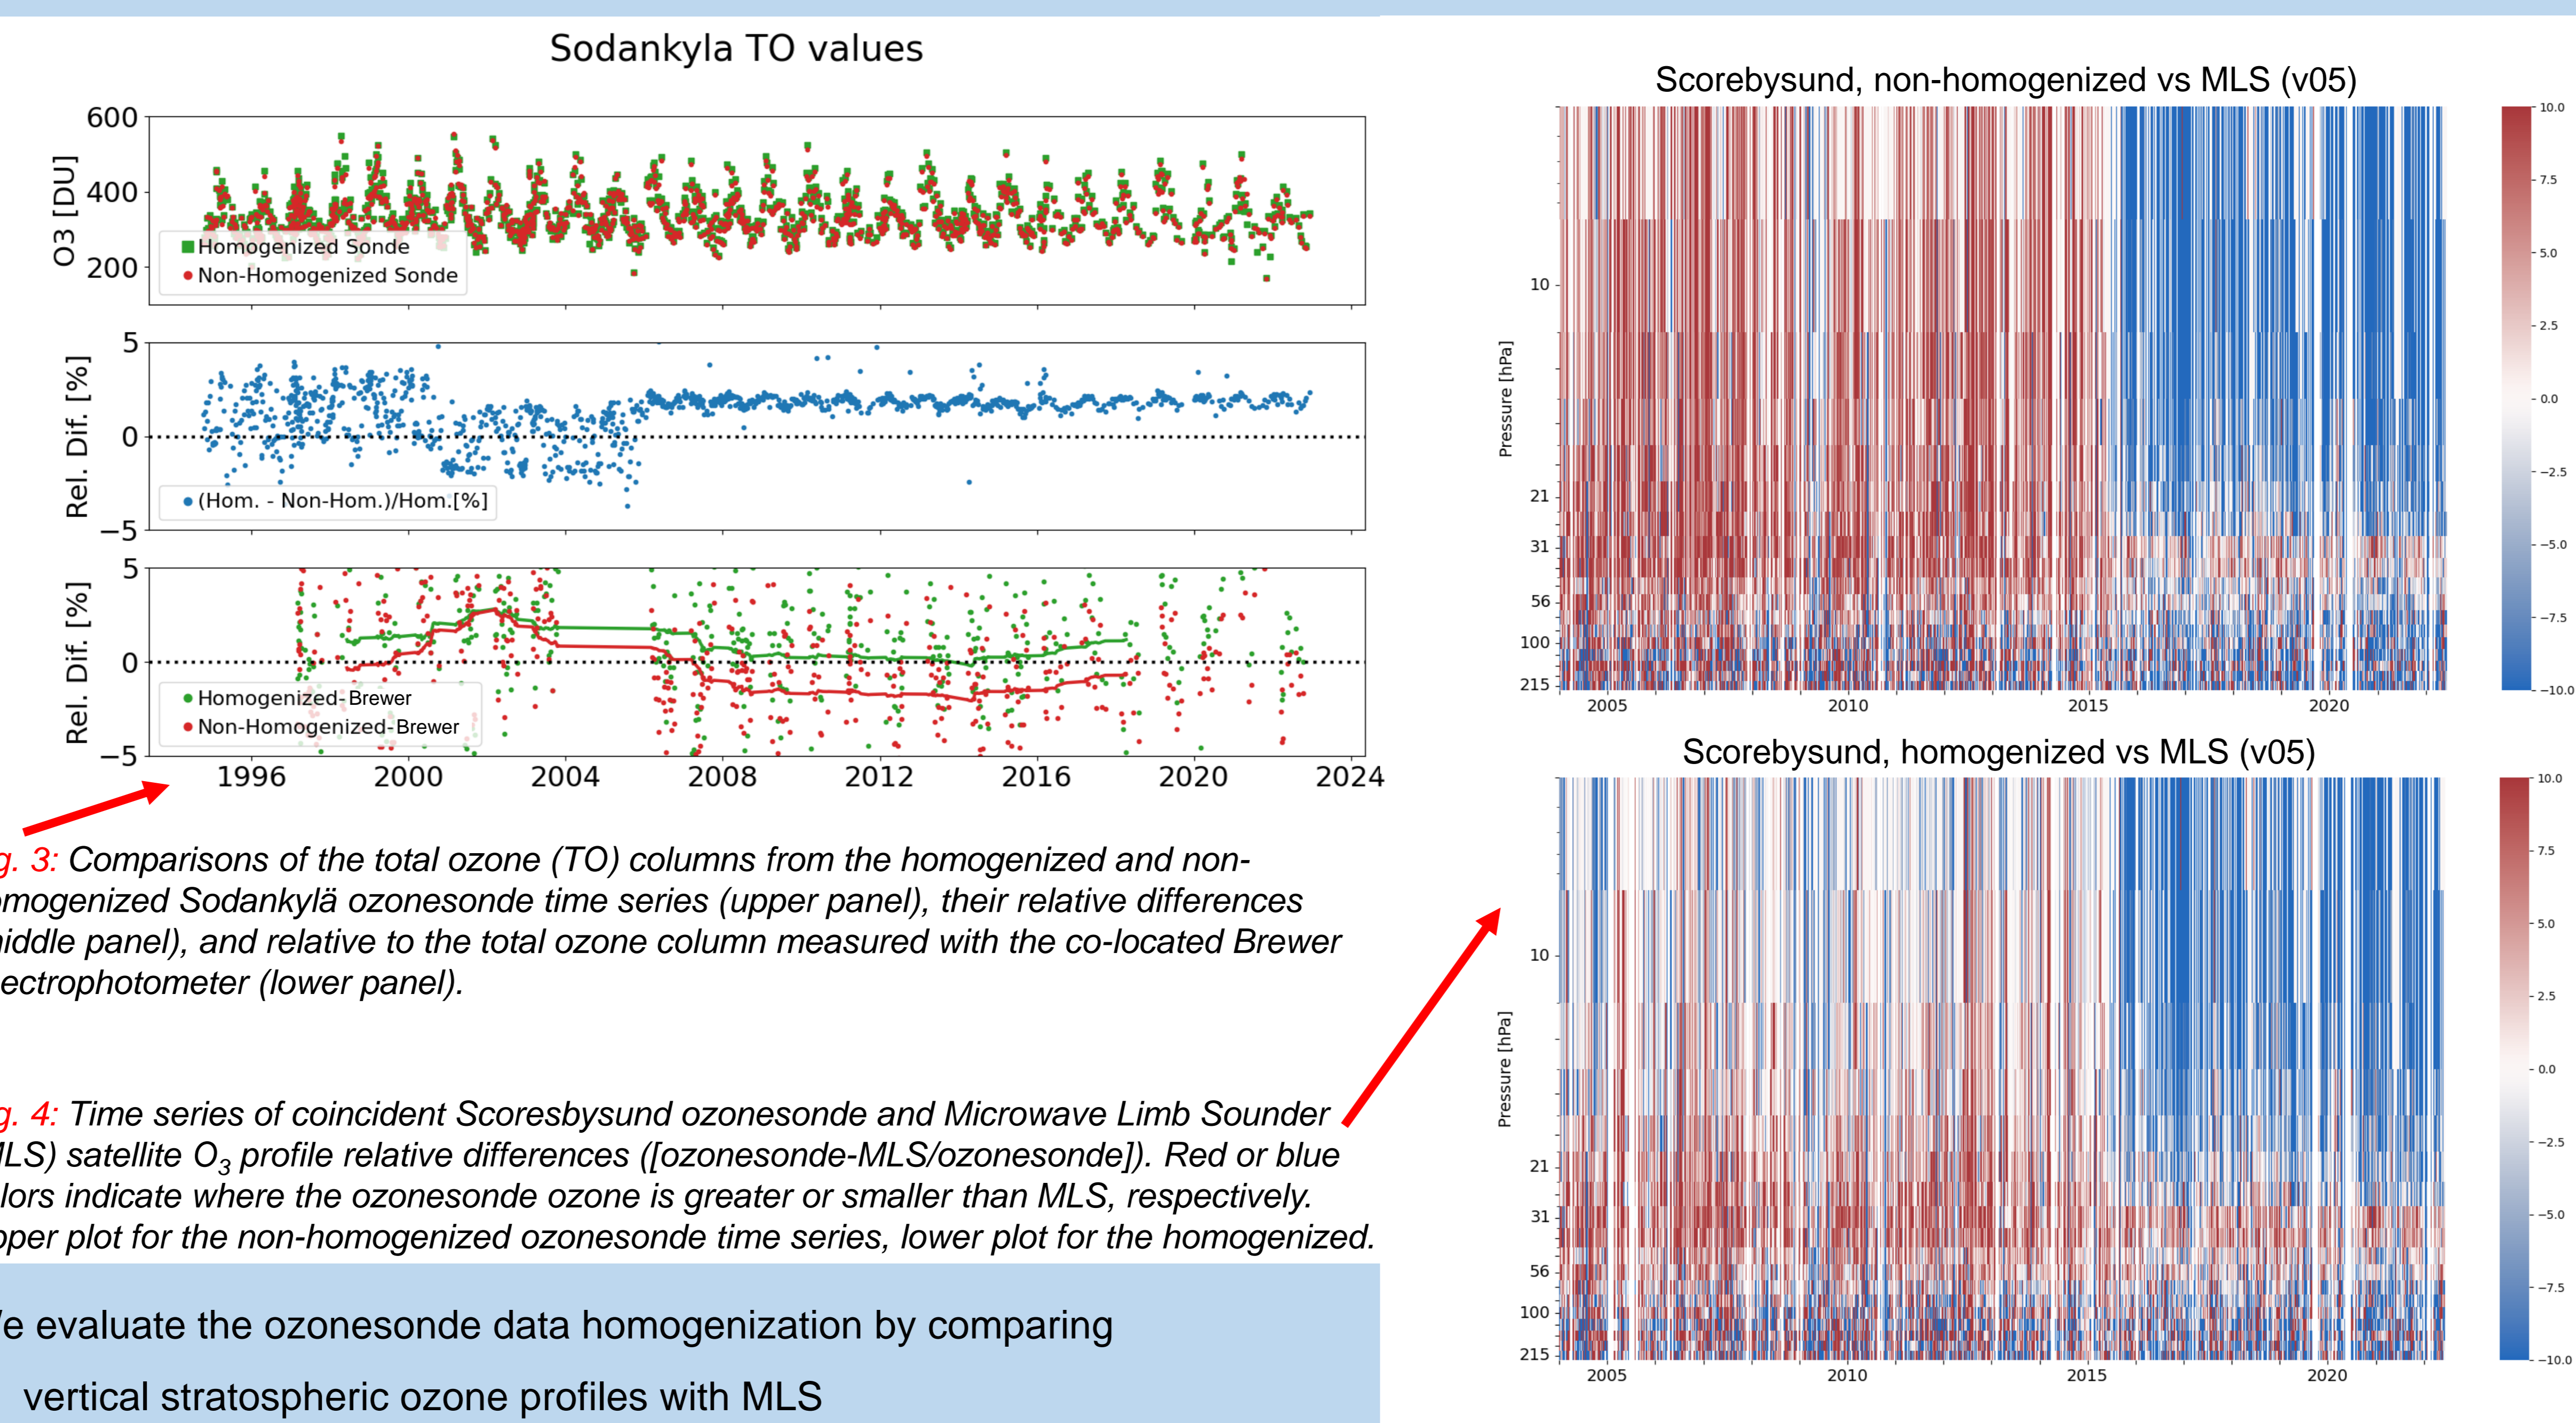 Sodankyla TO values
600
400
200
O3 [DU]
Homogenized Sonde
Non-Homogenized Sonde
5
0
−5
Rel. Dif. [%]
(Hom. - Non-Hom.)/Hom.[%]
5
0
−5
Rel. Dif. [%]
Homogenized-Brewer
Non-Homogenized-Brewer
1996 2000 2004 2008 2012 2016 2020 2024
g. 3: Comparisons of the total ozone (TO) columns from the homogenized and non-
mogenized Sodankylä ozonesonde time series (upper panel), their relative differences
iddle panel), and relative to the total ozone column measured with the co-located Brewer
ectrophotometer (lower panel).
g. 4: Time series of coincident Scoresbysund ozonesonde and Microwave Limb Sounder
LS) satellite O3 profile relative differences ([ozonesonde-MLS/ozonesonde]). Red or blue
lors indicate where the ozonesonde ozone is greater or smaller than MLS, respectively.
pper plot for the non-homogenized ozonesonde time series, lower plot for the homogenized.
e evaluate the ozonesonde data homogenization by comparing
vertical stratospheric ozone profiles with MLS
Scorebysund, non-homogenized vs MLS (v05)
Pressure [hPa]
10
21
31
56
100
215
2005 2010 2015 2020
10.0
7.5
5.0
2.5
0.0
−2.5
−5.0
−7.5
−10.0
Scorebysund, homogenized vs MLS (v05)
Pressure [hPa]
10
21
31
56
100
215
2005 2010 2015 2020
10.0
7.5
5.0
2.5
0.0
−2.5
−5.0
−7.5
−10.0